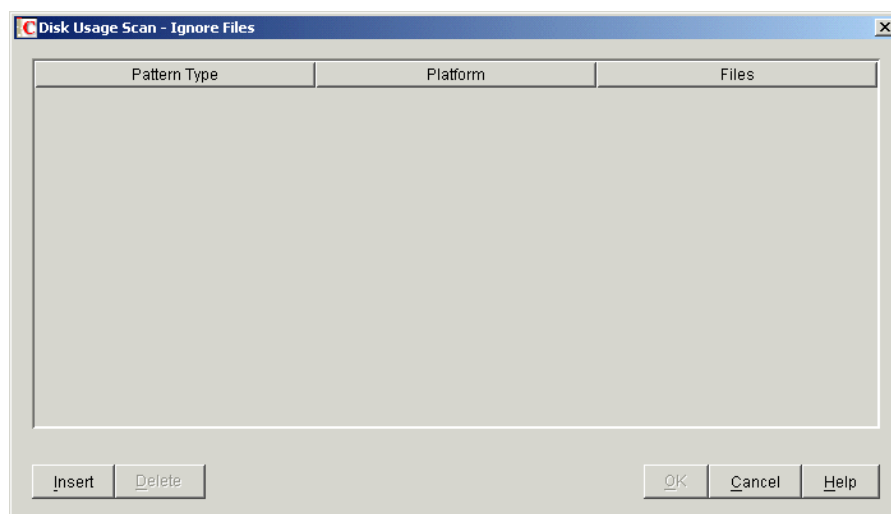 Disk Usage Scan - Ignore Files
Pattern Type Platform Files
Insert Delete OK Cancel Help